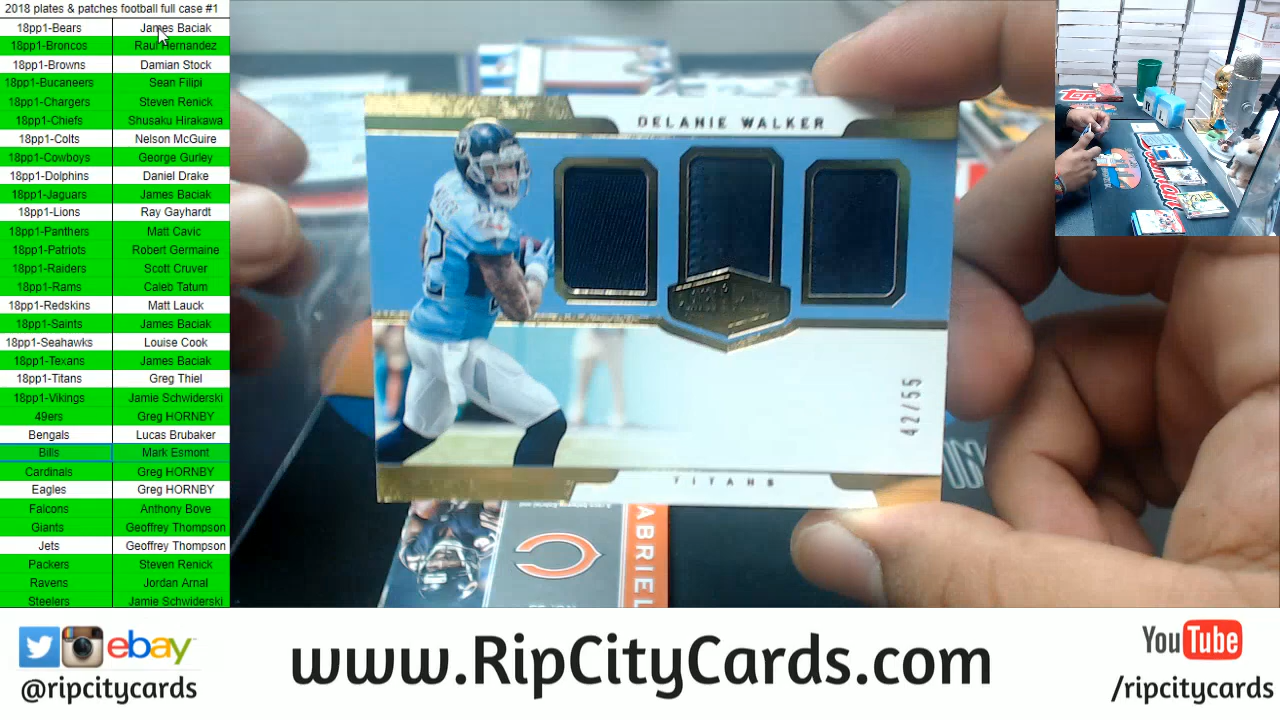 2018 plates & patches football full case #1
18pp1-Bears James Baciak
18pp1-Broncos Raul Hernandez
18pp1-Browns Damian Stock
18pp1-Bucaneers Sean Filipi
18pp1-Chargers Steven Renick
18pp1-Chiefs Shusaku Hirakawa
18pp1-Colts Nelson McGuire
18pp1-Cowboys George Gurley
18pp1-Dolphins Daniel Drake
18pp1-Jaguars James Baciak
18pp1-Lions Ray Gayhardt
18pp1-Panthers Matt Cavic
18pp1-Patriots Robert Germaine
18pp1-Raiders Scott Cruver
18pp1-Rams Caleb Tatum
18pp1-Redskins Matt Lauck
18pp1-Saints James Baciak
18pp1-Seahawks Louise Cook
18pp1-Texans James Baciak
18pp1-Titans Greg Thiel
18pp1-Vikings Jamie Schwiderski
49ers Greg HORNBY
Bengals Lucas Brubaker
Bills Mark Esmont
Cardinals Greg HORNBY
Eagles Greg HORNBY
Falcons Anthony Bove
Giants Geoffrey Thompson
Jets Geoffrey Thompson
Packers Steven Renick
Ravens Jordan Arnal
Steelers Jamie Schwiderski
DELANIE WALKER
42/55
TITANS
ABRIEL
Topps
Bowman
ebay
@ripcitycards
www.RipCityCards.com
YouTube
/ripcitycards